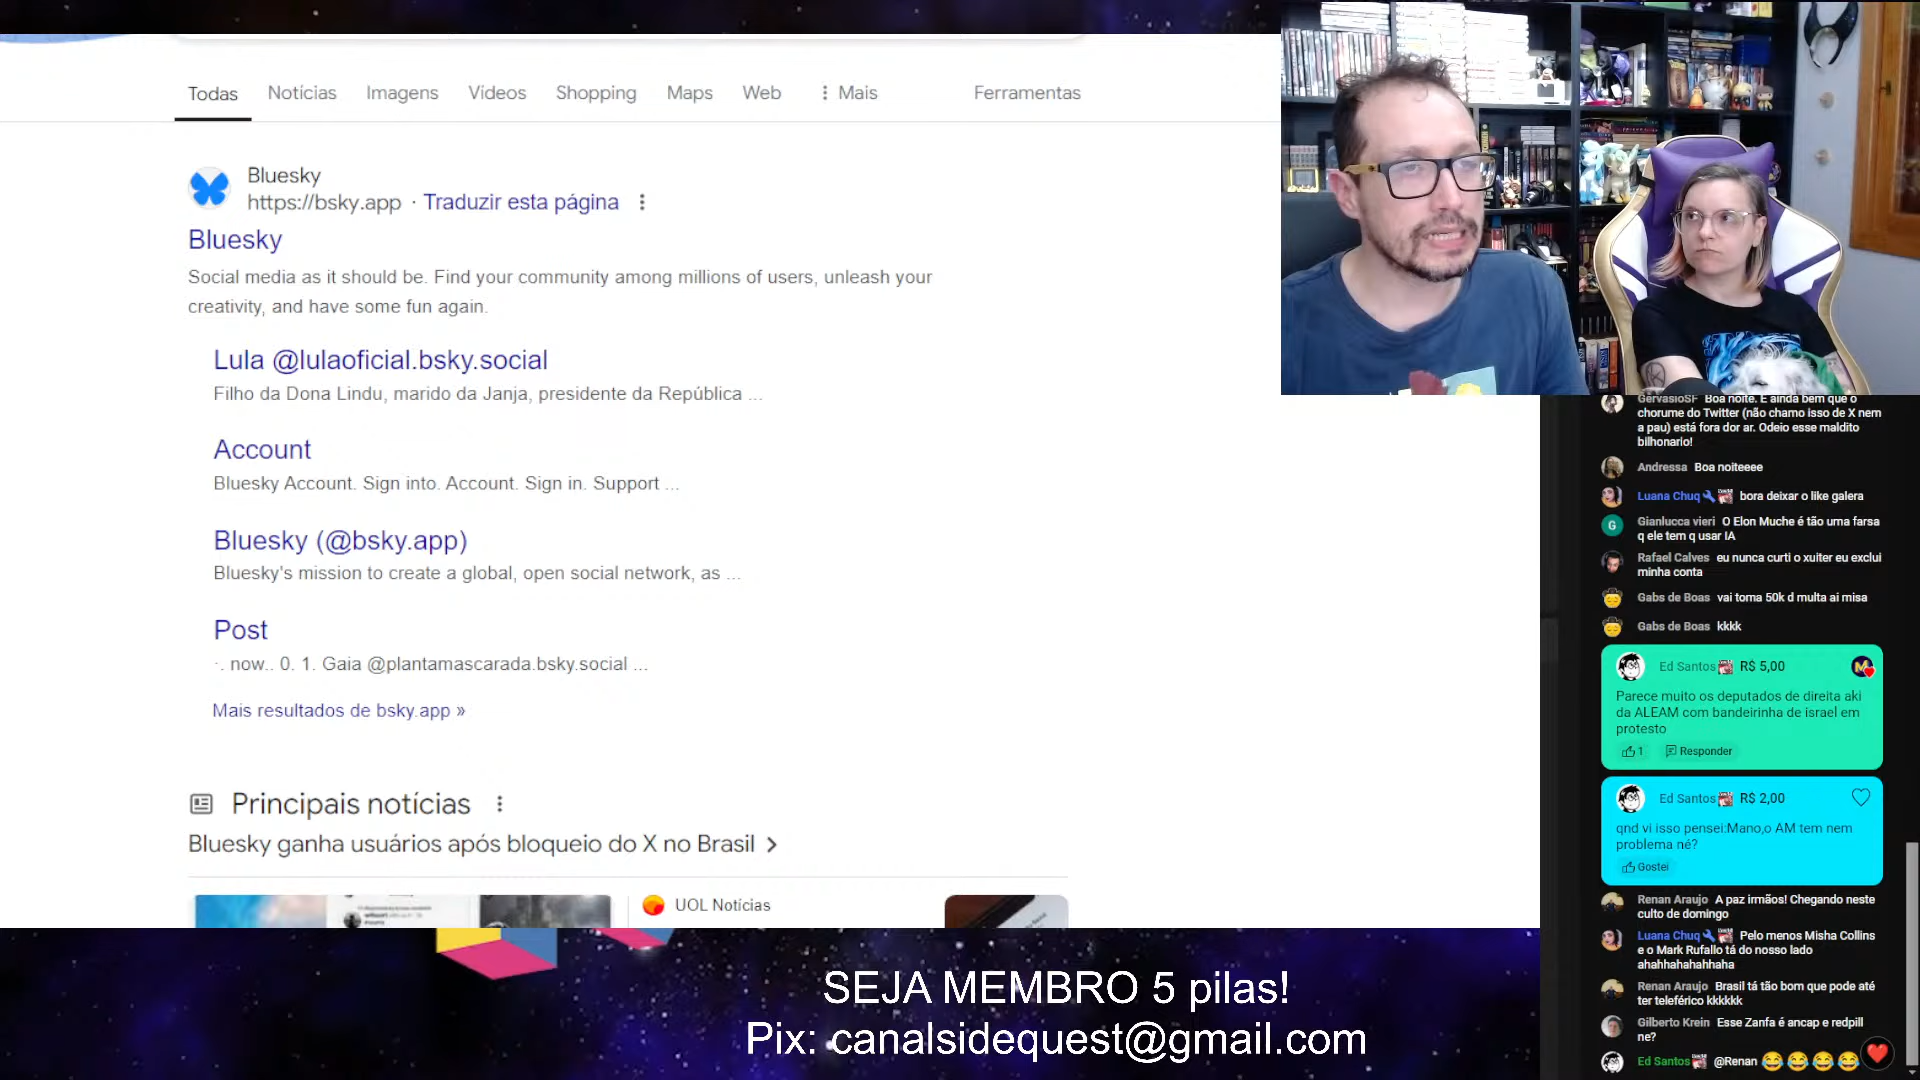 Todas Notícias Imagens Vídeos Shopping Maps Web Mais Ferramentas
Bluesky
https://bsky.app · Traduzir esta página
Bluesky
Social media as it should be. Find your community among millions of users, unleash your
creativity, and have some fun again.
Lula @lulaoficial.bsky.social
Filho da Dona Lindu, marido da Janja, presidente da República ...
Account
Bluesky Account. Sign into. Account. Sign in. Support ...
Bluesky (@bsky.app)
Bluesky's mission to create a global, open social network, as ...
Post
·. now.. 0. 1. Gaia @plantamascarada.bsky.social ...
Mais resultados de bsky.app »
Principais notícias
Bluesky ganha usuários após bloqueio do X no Brasil
UOL Notícias
SEJA MEMBRO 5 pilas!
Pix: canalsidequest@gmail.com
GervasioSF Boa noite. E ainda bem que o
chorume do Twitter (não chamo isso de X nem
a pau) está fora dor ar. Odeio esse maldito
bilhonario!
Andressa Boa noiteeee
Luana Chuq bora deixar o like galera
G Gianlucca vieri O Elon Muche é tão uma farsa
q ele tem q usar IA
Rafael Calves eu nunca curti o xuiter eu exclui
minha conta
Gabs de Boas vai toma 50k d multa ai misa
Gabs de Boas kkkk
Ed Santos R$ 5,00
Parece muito os deputados de direita aki
da ALEAM com bandeirinha de israel em
protesto
1 Responder
Ed Santos R$ 2,00
qnd vi isso pensei:Mano,o AM tem nem
problema né?
Gostei
Renan Araujo A paz irmãos! Chegando neste
culto de domingo
Luana Chuq Pelo menos Misha Collins
e o Mark Rufallo tá do nosso lado
ahahhahahahhaha
Renan Araujo Brasil tá tão bom que pode até
ter teleférico kkkkkk
Gilberto Krein Esse Zanfa é ancap e redpill
ne?
Ed Santos @Renan 😂😂😂😂